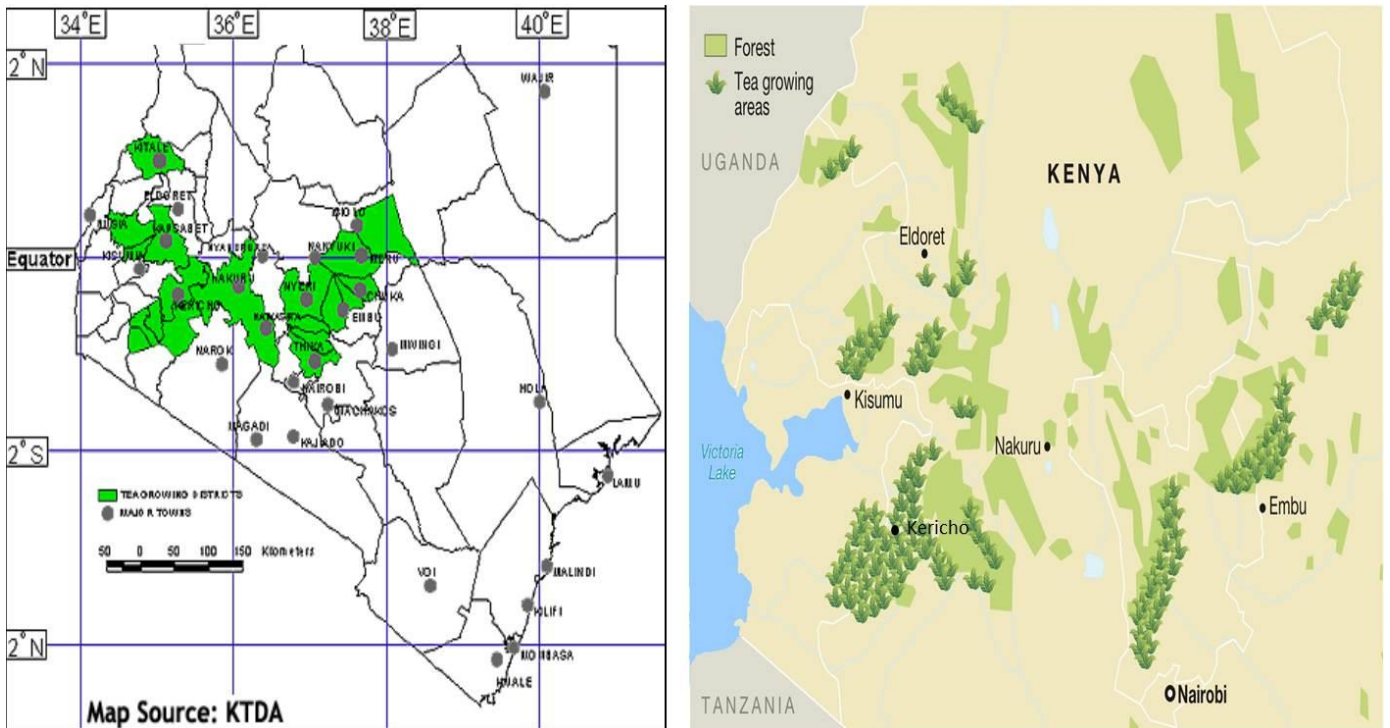 34°E
36°E
38°E
40°E
2°N
WAJIR
KITALE
ELDORET
BUSIA
KAPSABET
ISIOLO
Equator
KISUMU
NANYUKI
MERU
NAKURU
NYERI
CHUKA
KERICHO
EMBU
THIKA
MWINGI
NAROK
NAIROBI
MACHAKOS
HOLA
MAGADI
KAJIADO
2°S
LAMU
TEA GROWING DISTRICTS
MAJOR TOWNS
50 0 50 100 150 Kilometers
VOI
MALINDI
KILIFI
2°N
MOMBASA
KWALE
Map Source: KTDA
Forest
Tea growing
areas
UGANDA
KENYA
Eldoret
Kisumu
Nakuru
Victoria
Lake
Embu
Kericho
Nairobi
TANZANIA